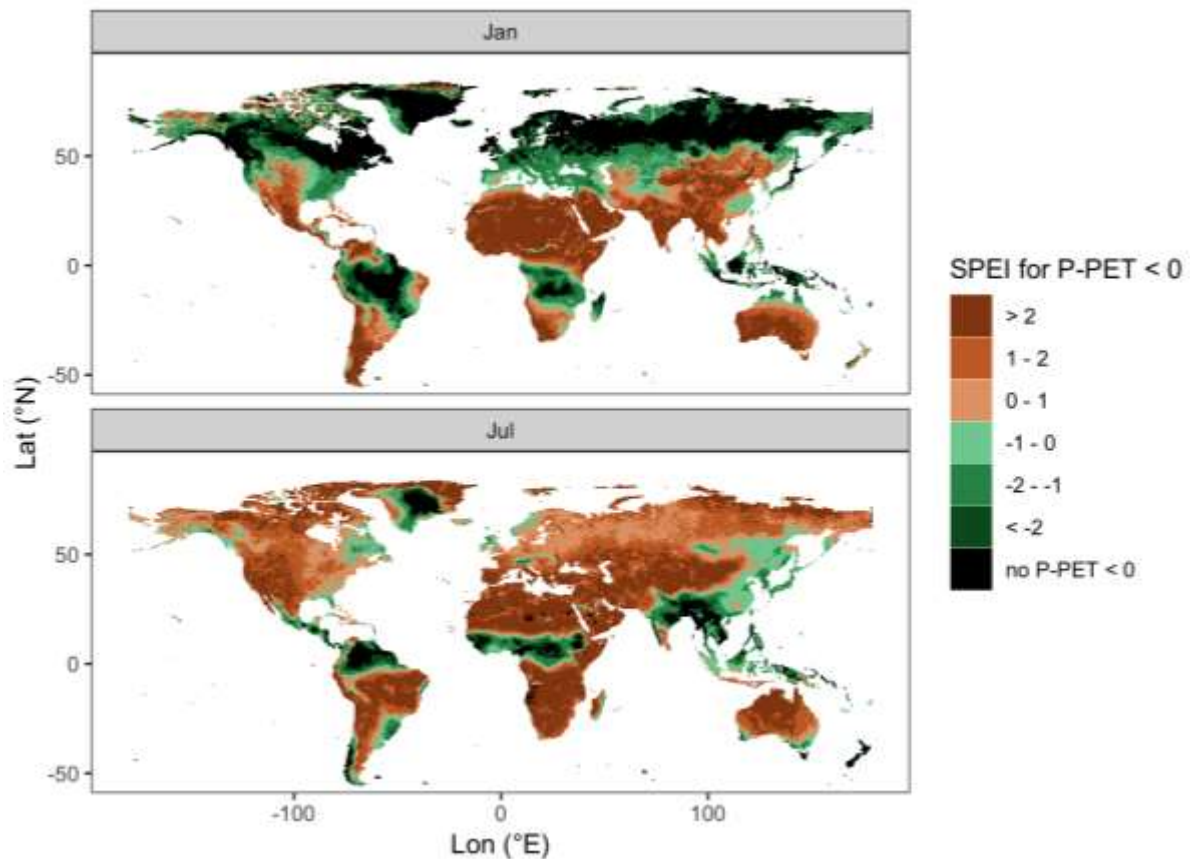 Jan
50
0
-50
Jul
50
0
-50
-100
0
100
Lon (°E)
Lat (°N)
SPEI for P-PET < 0
> 2
1 - 2
0 - 1
-1 - 0
-2 - -1
< -2
no P-PET < 0